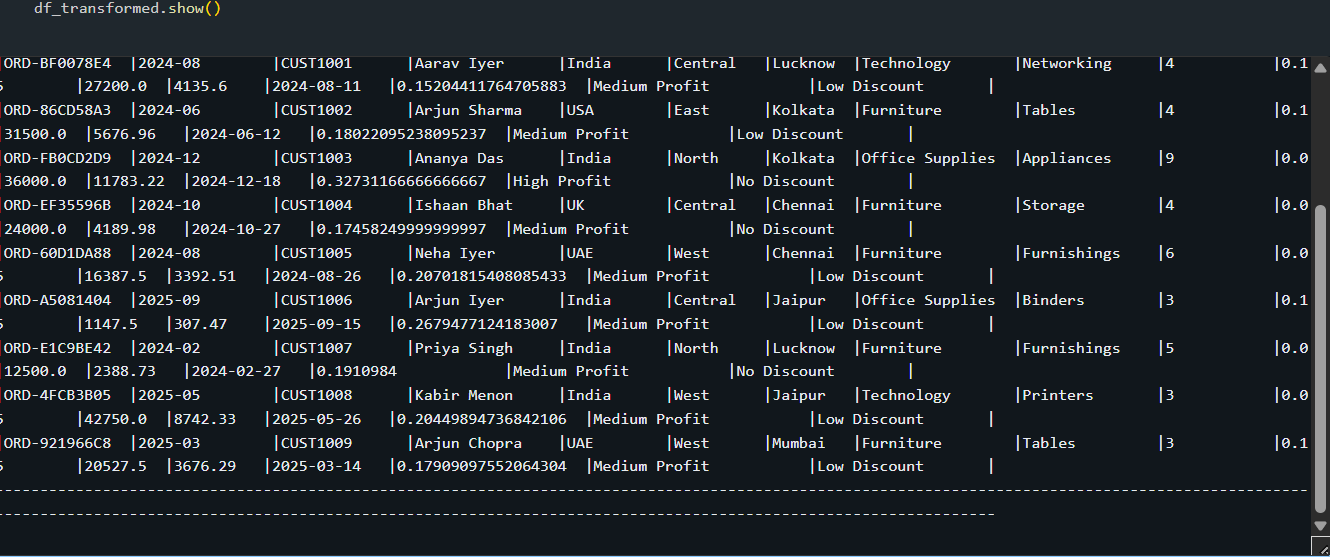 df_transformed.show()
|ORD-BF0078E4 |2024-08 |CUST1001 |Aarav Iyer |India |Central |Lucknow |Technology |Networking |4 |0.1
5 |27200.0 |4135.6 |2024-08-11 |0.15204411764705883 |Medium Profit |Low Discount |
|ORD-86CD58A3 |2024-06 |CUST1002 |Arjun Sharma |USA |East |Kolkata |Furniture |Tables |4 |0.1
|31500.0 |5676.96 |2024-06-12 |0.18022095238095237 |Medium Profit |Low Discount |
|ORD-FB0CD2D9 |2024-12 |CUST1003 |Ananya Das |India |North |Kolkata |Office Supplies |Appliances |9 |0.0
|36000.0 |11783.22 |2024-12-18 |0.32731166666666667 |High Profit |No Discount |
|ORD-EF35596B |2024-10 |CUST1004 |Ishaan Bhat |UK |Central |Chennai |Furniture |Storage |4 |0.0
|24000.0 |4189.98 |2024-10-27 |0.17458249999999997 |Medium Profit |No Discount |
|ORD-60D1DA88 |2024-08 |CUST1005 |Neha Iyer |UAE |West |Chennai |Furniture |Furnishings |6 |0.0
5 |16387.5 |3392.51 |2024-08-26 |0.20701815408085433 |Medium Profit |Low Discount |
|ORD-A5081404 |2025-09 |CUST1006 |Arjun Iyer |India |Central |Jaipur |Office Supplies |Binders |3 |0.1
5 |1147.5 |307.47 |2025-09-15 |0.2679477124183007 |Medium Profit |Low Discount |
|ORD-E1C9BE42 |2024-02 |CUST1007 |Priya Singh |India |North |Lucknow |Furniture |Furnishings |5 |0.0
|12500.0 |2388.73 |2024-02-27 |0.1910984 |Medium Profit |No Discount |
|ORD-4FCB3B05 |2025-05 |CUST1008 |Kabir Menon |India |West |Jaipur |Technology |Printers |3 |0.0
5 |42750.0 |8742.33 |2025-05-26 |0.20449894736842106 |Medium Profit |Low Discount |
|ORD-921966C8 |2025-03 |CUST1009 |Arjun Chopra |UAE |West |Mumbai |Furniture |Tables |3 |0.1
5 |20527.5 |3676.29 |2025-03-14 |0.17909097552064304 |Medium Profit |Low Discount |